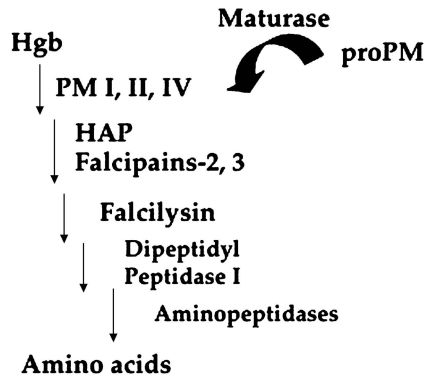 Maturase
Hgb
proPM
PM I, II, IV
HAP
Falcipains-2, 3
Falcilysin
Dipeptidyl
Peptidase I
Aminopeptidases
Amino acids